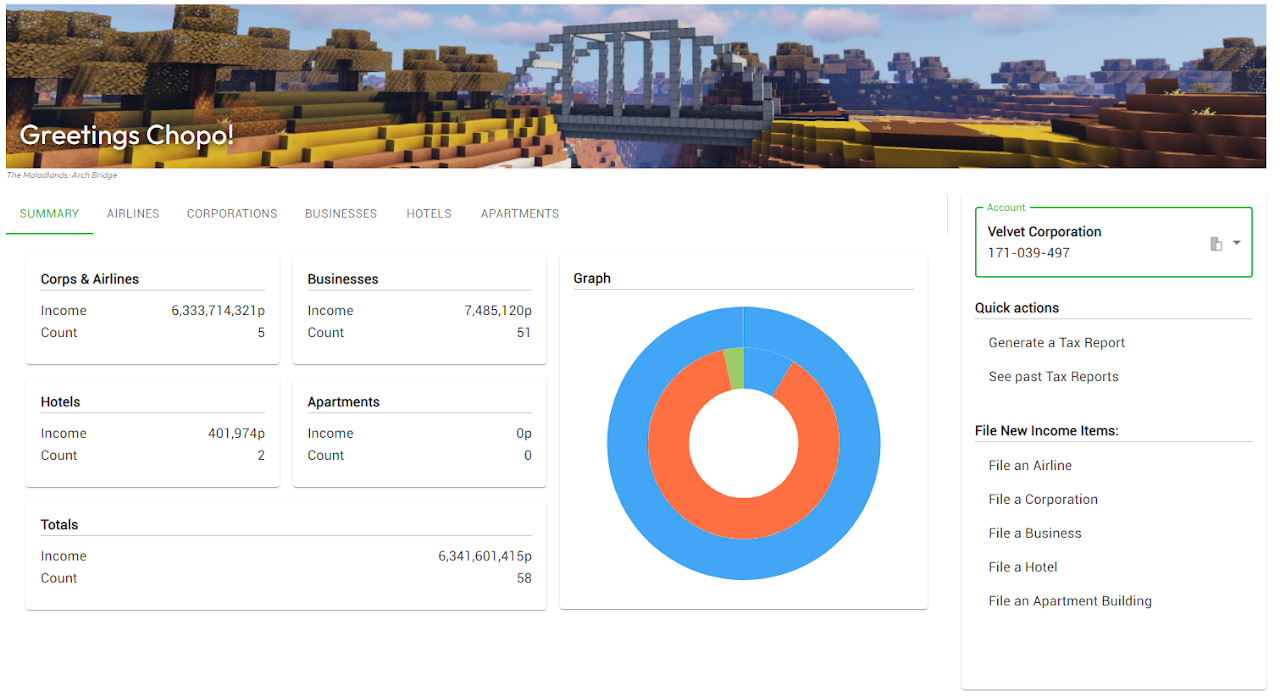 Greetings Chopo!
The Maladlands: Arch Bridge
SUMMARY AIRLINES CORPORATIONS BUSINESSES HOTELS APARTMENTS
Corps & Airlines
Income 6,333,714,321p
Count 5
Businesses
Income 7,485,120p
Count 51
Hotels
Income 401,974p
Count 2
Apartments
Income 0p
Count 0
Totals
Income 6,341,601,415p
Count 58
Graph
Account
Velvet Corporation
171-039-497
Quick actions
Generate a Tax Report
See past Tax Reports
File New Income Items:
File an Airline
File a Corporation
File a Business
File a Hotel
File an Apartment Building